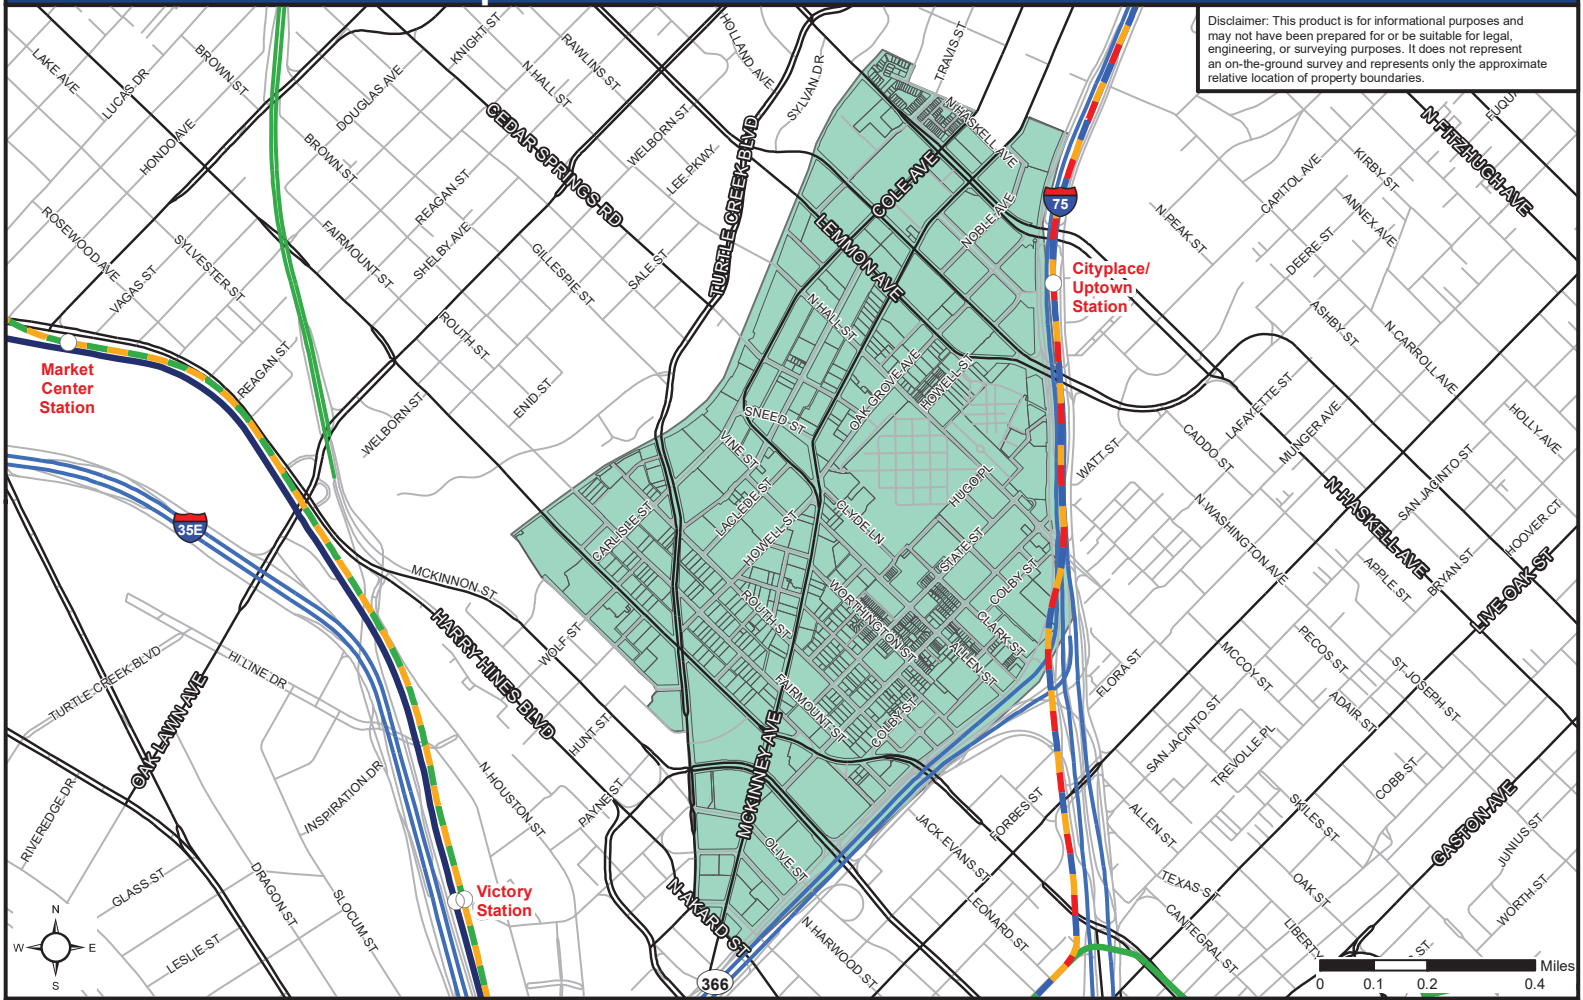 Disclaimer: This product is for informational purposes and
may not have been prepared for or be suitable for legal,
engineering, or surveying purposes. It does not represent
an on-the-ground survey and represents only the approximate
relative location of property boundaries.
LAKE AVE
LUCAS DR
BROWN ST
KNIGHT ST
RAWLINS ST
HOLLAND AVE
SYLVAN DR
TRAVIS ST
N HALL ST
DOUGLAS AVE
HONDO AVE
BROWN ST
CEDAR SPRINGS RD
WELBORN ST
LEE PKWY
TURTLE CREEK BLVD
N HASKELL AVE
COLE AVE
N FITZHUGH AVE
KIRBY ST
CAPITOL AVE
ANNEX AVE
REAGAN ST
75
N PEAK ST
NOBLE AVE
LEMMON AVE
ROSEWOOD AVE
SYLVESTER ST
FAIRMOUNT ST
SHELBY AVE
GILLESPIE ST
SALE ST
DEERE ST
VAGAS ST
Cityplace/
Uptown
Station
N HALL ST
ASHBY ST
N CARROLL AVE
ROUTH ST
REAGAN ST
Market
Center
Station
ENID ST
WELBORN ST
OAK GROVE AVE
HOWELL ST
SNEED ST
VINE ST
LAFAYETTE ST
MUNGER AVE
CADDO ST
HOLLY AVE
WATT ST
HUGO PL
SAN JACINTO ST
N HASKELL AVE
LACLEDE ST
CARLISLE ST
HOWELL ST
CLYDE LN
N WASHINGTON AVE
HOOVER CT
35E
STATE ST
COLBY ST
MCKINNON ST
APPLE ST
BRYAN ST
LIVE OAK ST
ROUTH ST
WORTHINGTON ST
CLARK ST
ALLEN ST
HARRY HINES BLVD
WOLF ST
PECOS ST
MCCOY ST
ST JOSEPH ST
FLORA ST
TURTLE CREEK BLVD
HI LINE DR
OAK LAWN AVE
FAIRMOUNT ST
COLBY ST
ADAIR ST
SAN JACINTO ST
TREVOLLE PL
HUNT ST
MCKINNEY AVE
COBB ST
RIVEREDGE DR
INSPIRATION DR
N HOUSTON ST
PAYNE ST
FORBES ST
JACK EVANS ST
ALLEN ST
SKILES ST
GASTON AVE
JUNIUS ST
OLIVE ST
GLASS ST
DRAGON ST
SLOCUM ST
Victory
Station
N AKARD ST
N HARWOOD ST
LEONARD ST
TEXAS ST
OAK ST
WORTH ST
CANTEGRAL ST
LIBERTY
ST
LESLIE ST
N
W
E
S
366
Miles
0
0.1
0.2
0.4